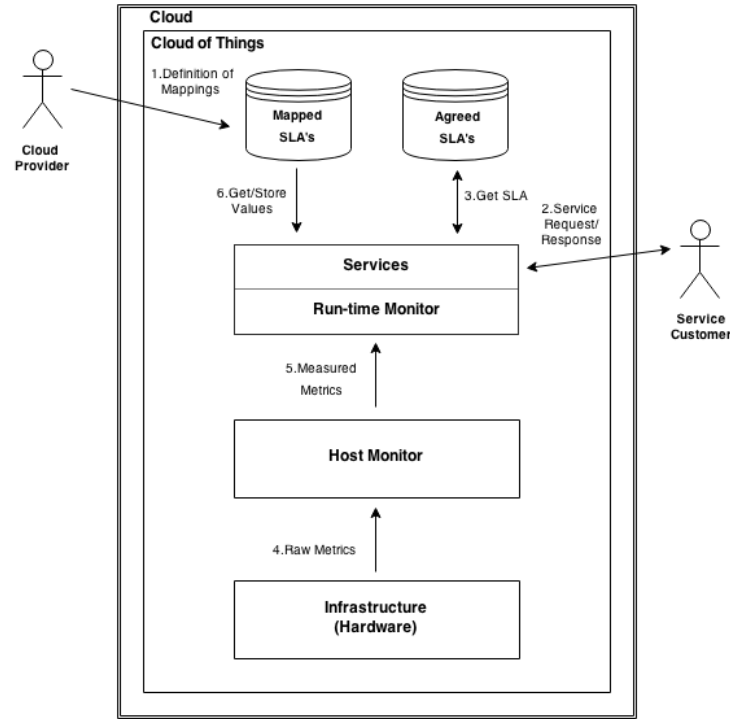 Cloud
Cloud of Things
1.Definition of
Mappings
Mapped
SLA's
Agreed
SLA's
Cloud
Provider
6.Get/Store
Values
3.Get SLA
2.Service
Request/
Response
Services
Run-time Monitor
Service
Customer
5.Measured
Metrics
Host Monitor
4.Raw Metrics
Infrastructure
(Hardware)